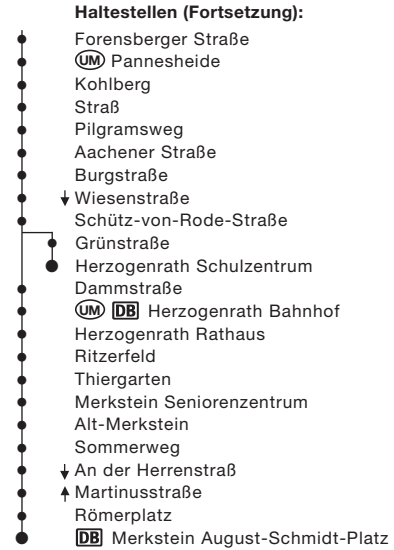 Haltestellen (Fortsetzung):
Forensberger Straße
UM Pannesheide
Kohlberg
Straß
Pilgramsweg
Aachener Straße
Burgstraße
Wiesenstraße
Schütz-von-Rode-Straße
Grünstraße
Herzogenrath Schulzentrum
Dammstraße
UM DB Herzogenrath Bahnhof
Herzogenrath Rathaus
Ritzerfeld
Thiergarten
Merkstein Seniorenzentrum
Alt-Merkstein
Sommerweg
An der Herrenstraß
Martinusstraße
Römerplatz
DB Merkstein August-Schmidt-Platz